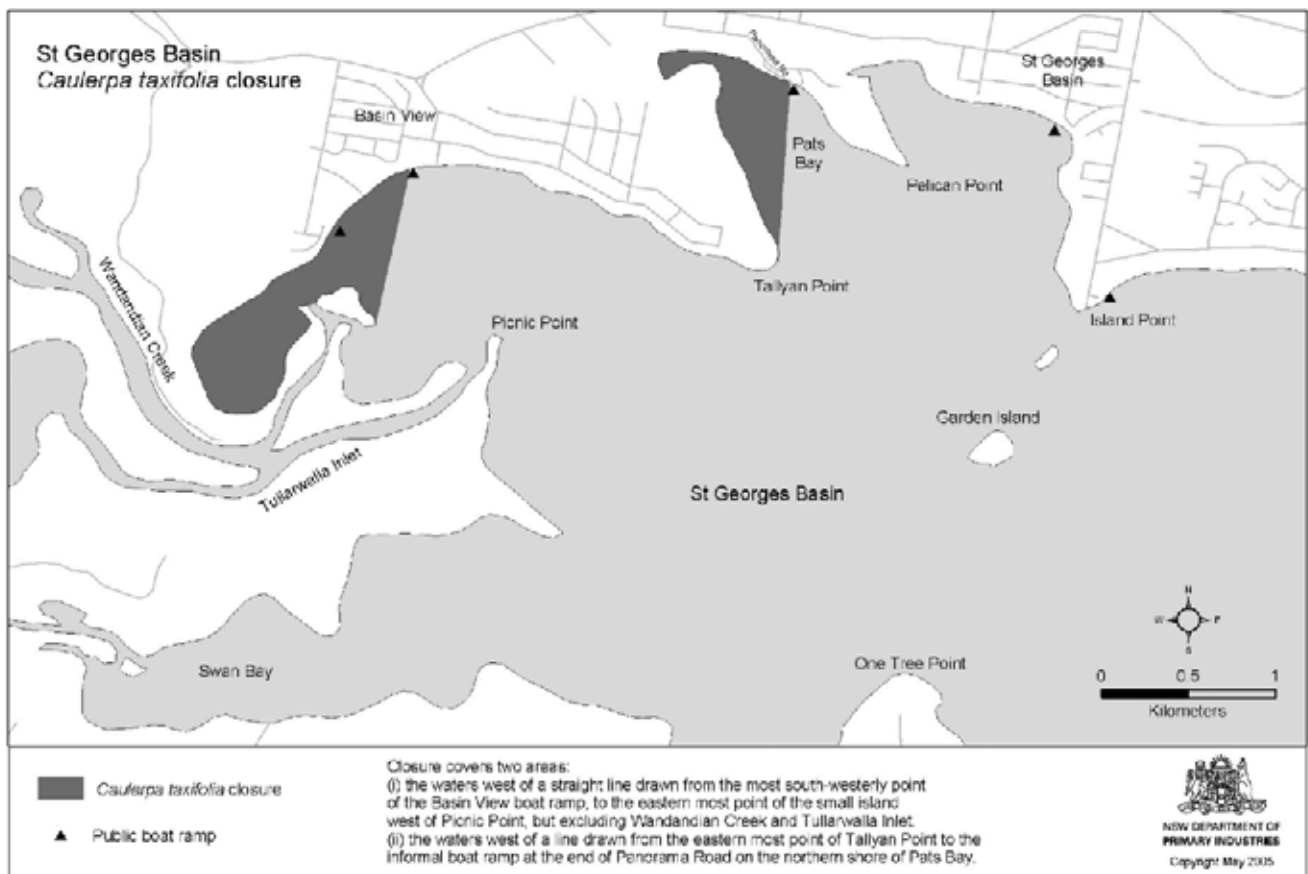 St Georges Basin
Caulerpa taxifolia closure
Basin View
St Georges
Basin
Pats
Bay
Pelican Point
Tallyan Point
Island Point
Wandandian Creek
Picnic Point
Garden Island
Tullarwalla Inlet
St Georges Basin
Swan Bay
One Tree Point
N
W
E
S
0 0.5 1
Kilometers
Caulerpa taxifolia closure
Public boat ramp
Closure covers two areas:
(i) the waters west of a straight line drawn from the most south-westerly point
of the Basin View boat ramp, to the eastern most point of the small island
west of Picnic Point, but excluding Wandandian Creek and Tullarwalla Inlet.
(ii) the waters west of a line drawn from the eastern most point of Tallyan Point to the
informal boat ramp at the end of Panorama Road on the northern shore of Pats Bay.
NSW DEPARTMENT OF
PRIMARY INDUSTRIES
Copyright May 2005